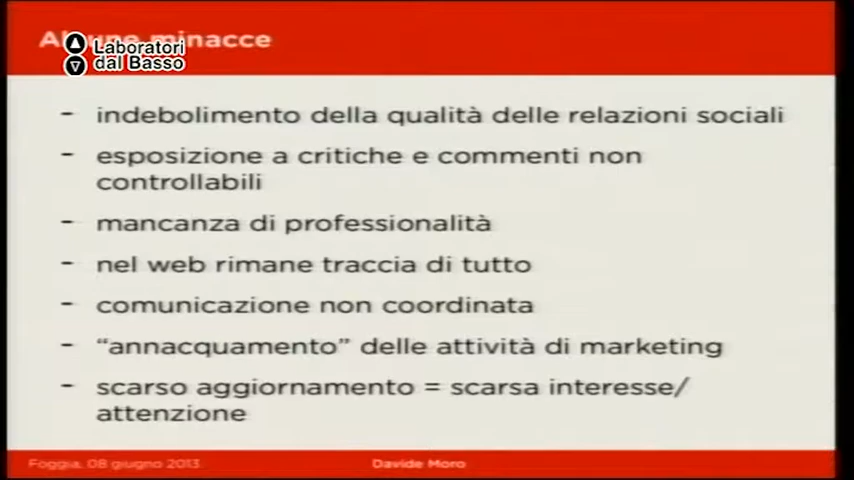 Alcune minacce
Laboratori
dal Basso
- indebolimento della qualità delle relazioni sociali
- esposizione a critiche e commenti non
controllabili
- mancanza di professionalità
- nel web rimane traccia di tutto
- comunicazione non coordinata
- “annacquamento” delle attività di marketing
- scarso aggiornamento = scarsa interesse/
attenzione
Foggia, 08 giugno 2013
Davide Moro